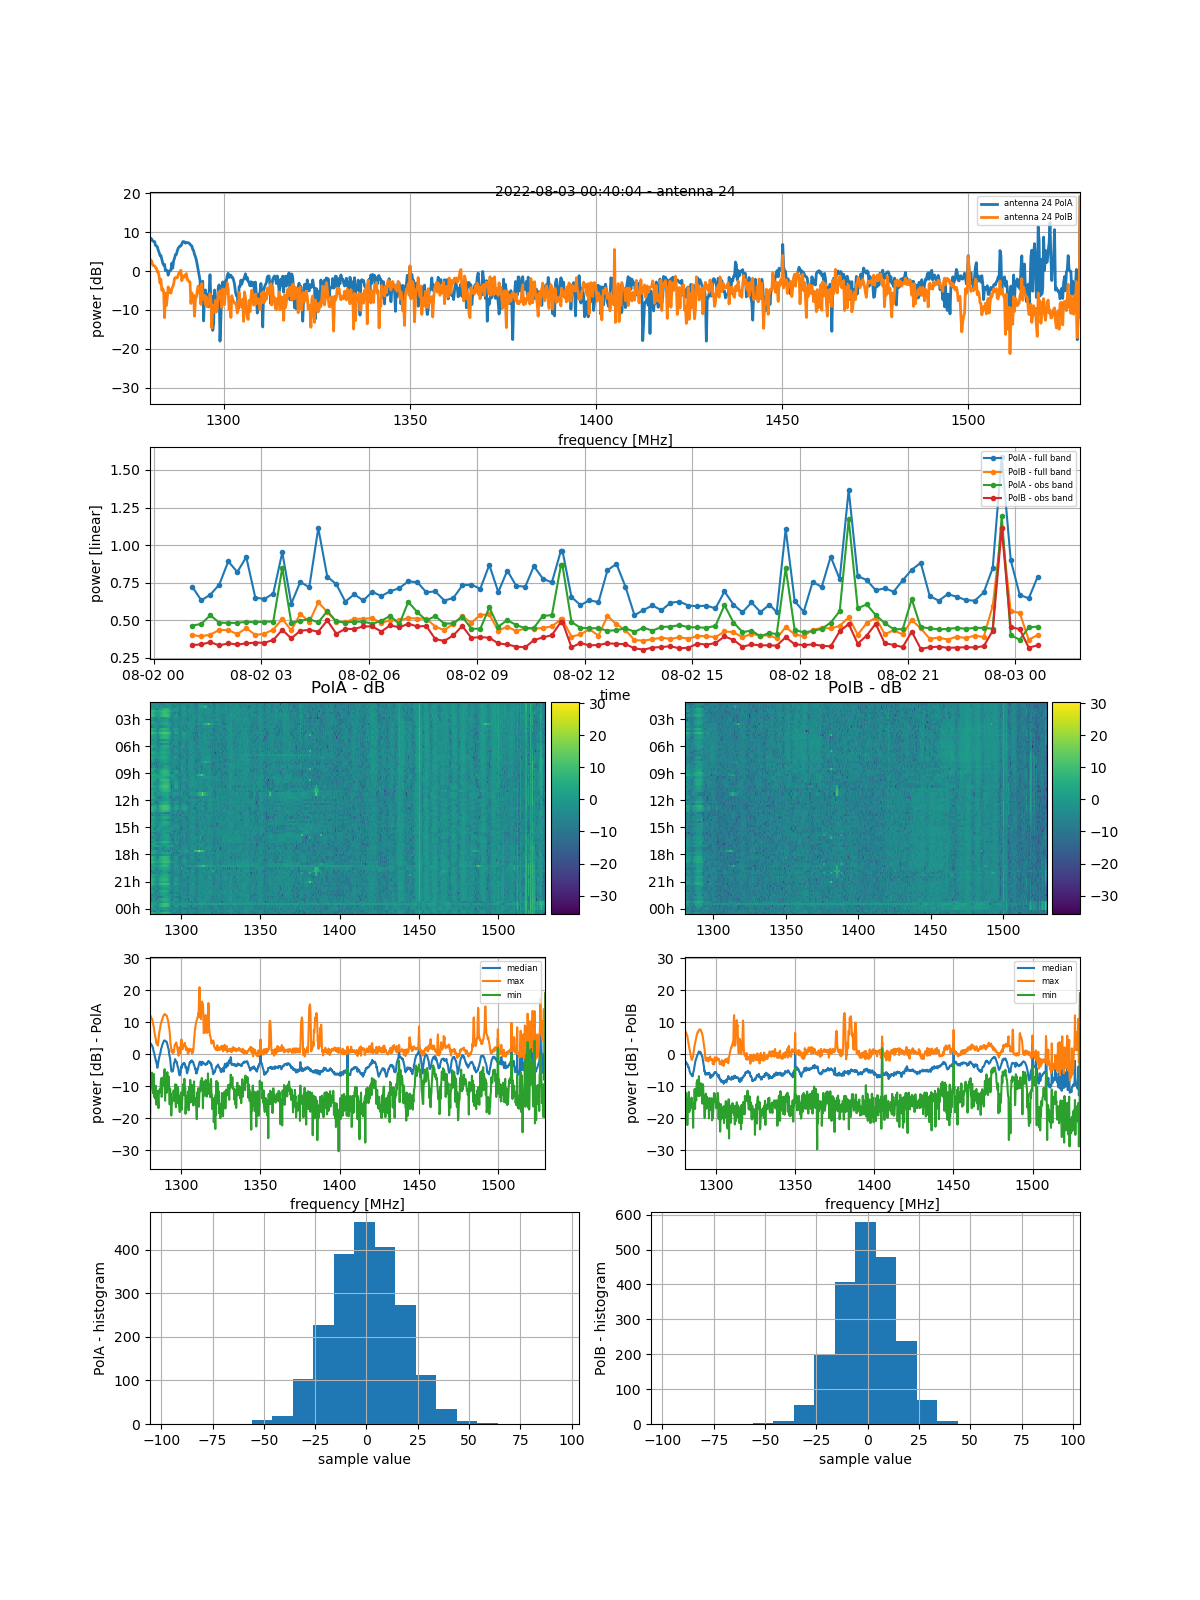 2022-08-03 00:40:04 - antenna 24
power [dB]
20
10
0
−10
−20
−30
antenna 24 PolA
antenna 24 PolB
1300 1350 1400 1450 1500
frequency [MHz]
power [linear]
1.50
1.25
1.00
0.75
0.50
0.25
PolA - full band
PolB - full band
PolA - obs band
PolB - obs band
08-02 00 08-02 03 08-02 06 08-02 09 08-02 12 08-02 15 08-02 18 08-02 21 08-03 00
time
PolA - dB
03h
06h
09h
12h
15h
18h
21h
00h
1300 1350 1400 1450 1500
30
20
10
0
−10
−20
−30
PolB - dB
03h
06h
09h
12h
15h
18h
21h
00h
1300 1350 1400 1450 1500
30
20
10
0
−10
−20
−30
power [dB] - PolA
30
20
10
0
−10
−20
−30
median
max
min
1300 1350 1400 1450 1500
frequency [MHz]
power [dB] - PolB
30
20
10
0
−10
−20
−30
median
max
min
1300 1350 1400 1450 1500
frequency [MHz]
PolA - histogram
400
300
200
100
0
−100 −75 −50 −25 0 25 50 75 100
sample value
PolB - histogram
600
500
400
300
200
100
0
−100 −75 −50 −25 0 25 50 75 100
sample value